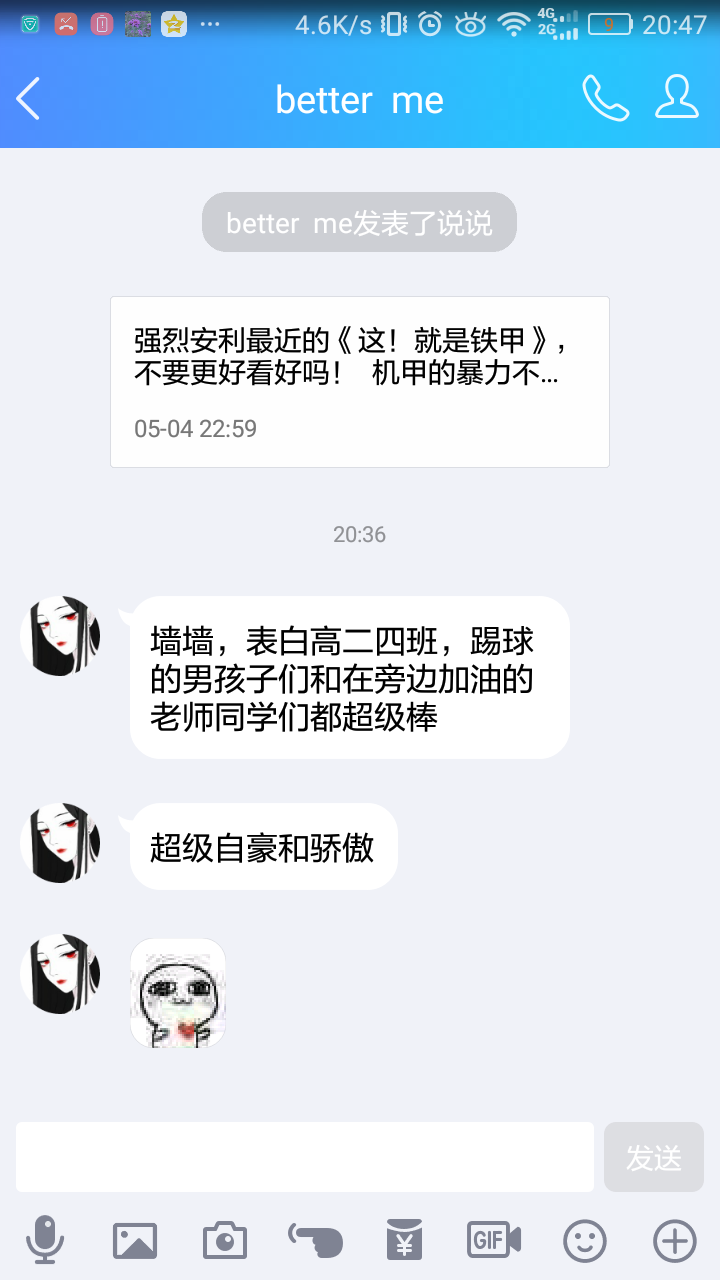 4.6K/s 4G 2G 9 20:47
better me
better me发表了说说
强烈安利最近的《这！就是铁甲》，
不要更好看好吗！ 机甲的暴力不...
05-04 22:59
20:36
墙墙，表白高二四班，踢球
的男孩子们和在旁边加油的
老师同学们都超级棒
超级自豪和骄傲
发送
GIF